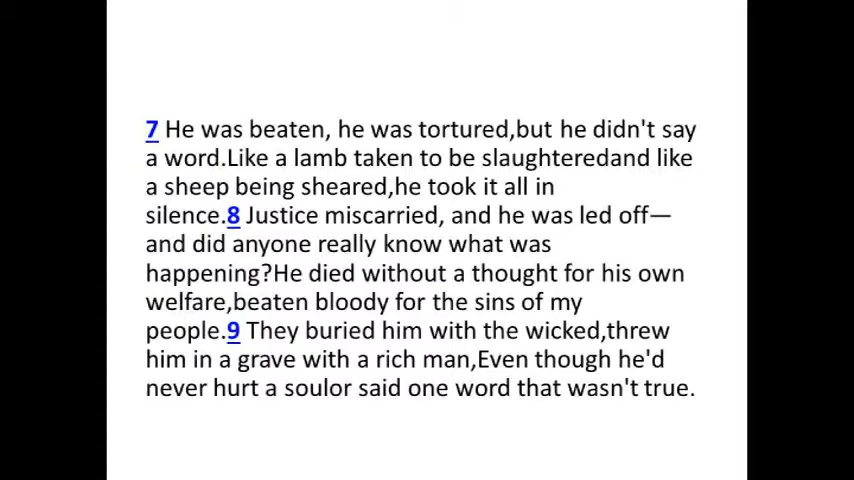 7 He was beaten, he was tortured,but he didn't say
a word.Like a lamb taken to be slaughteredand like
a sheep being sheared,he took it all in
silence.8 Justice miscarried, and he was led off—
and did anyone really know what was
happening?He died without a thought for his own
welfare,beaten bloody for the sins of my
people.9 They buried him with the wicked,threw
him in a grave with a rich man,Even though he'd
never hurt a soulor said one word that wasn't true.